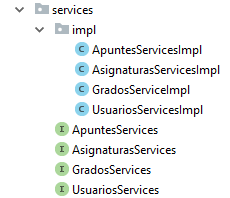 services
impl
C ApuntesServicesImpl
C AsignaturasServicesImpl
C GradosServiceImpl
C UsuariosServicesImpl
I ApuntesServices
I AsignaturasServices
I GradosServices
I UsuariosServices